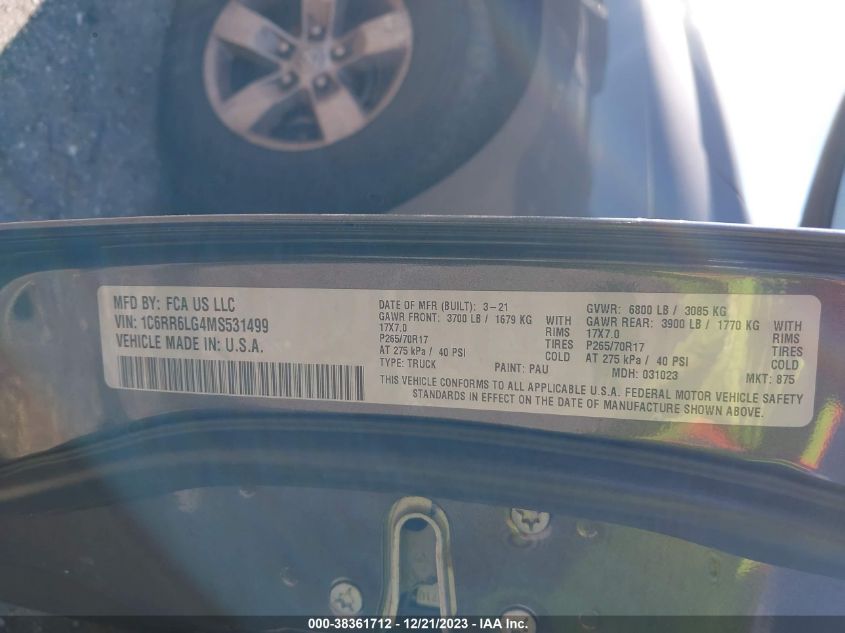 MFD BY: FCA US LLC
VIN: 1C6RR6LG4MS531499
VEHICLE MADE IN: U.S.A.
DATE OF MFR (BUILT): 3-21
GAWR FRONT: 3700 LB / 1679 KG WITH
17X7.0 RIMS
P265/70R17 TIRES
AT 275 kPa / 40 PSI COLD
TYPE: TRUCK PAINT: PAU
GVWR: 6800 LB / 3085 KG
GAWR REAR: 3900 LB / 1770 KG WITH
17X7.0 RIMS
P265/70R17 TIRES
AT 275 kPa / 40 PSI COLD
MDH: 031023 MKT: 875
THIS VEHICLE CONFORMS TO ALL APPLICABLE U.S.A. FEDERAL MOTOR VEHICLE SAFETY
STANDARDS IN EFFECT ON THE DATE OF MANUFACTURE SHOWN ABOVE.
000-38361712 - 12/21/2023 - IAAI, Inc.